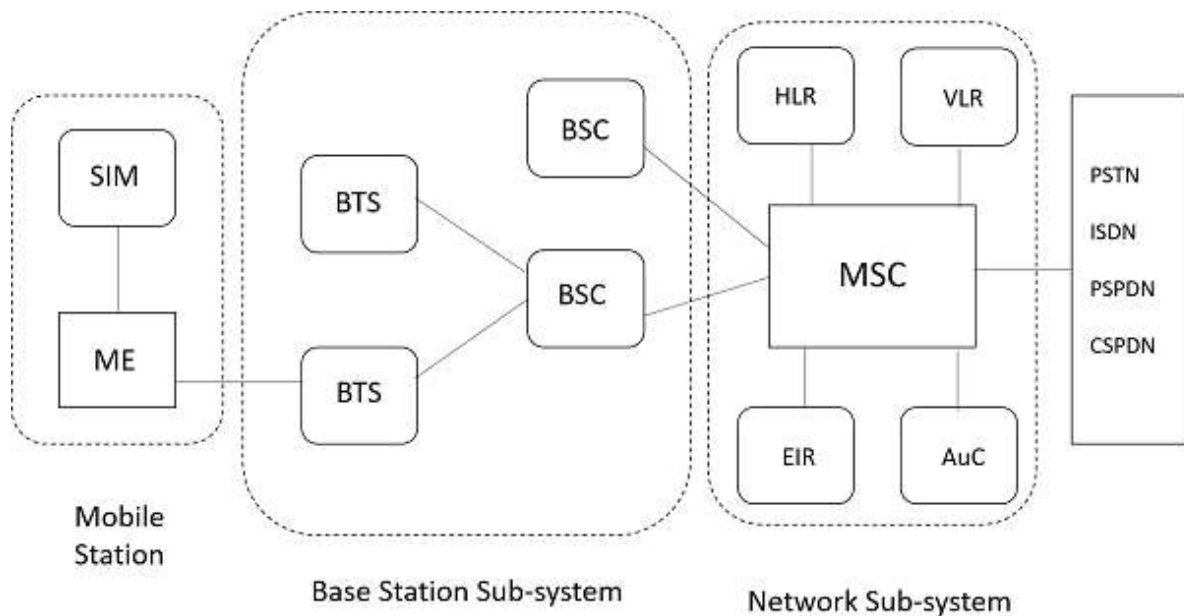 SIM
ME
Mobile
Station
BTS
BTS
BSC
BSC
Base Station Sub-system
HLR
VLR
MSC
EIR
AuC
Network Sub-system
PSTN
ISDN
PSPDN
CSPDN